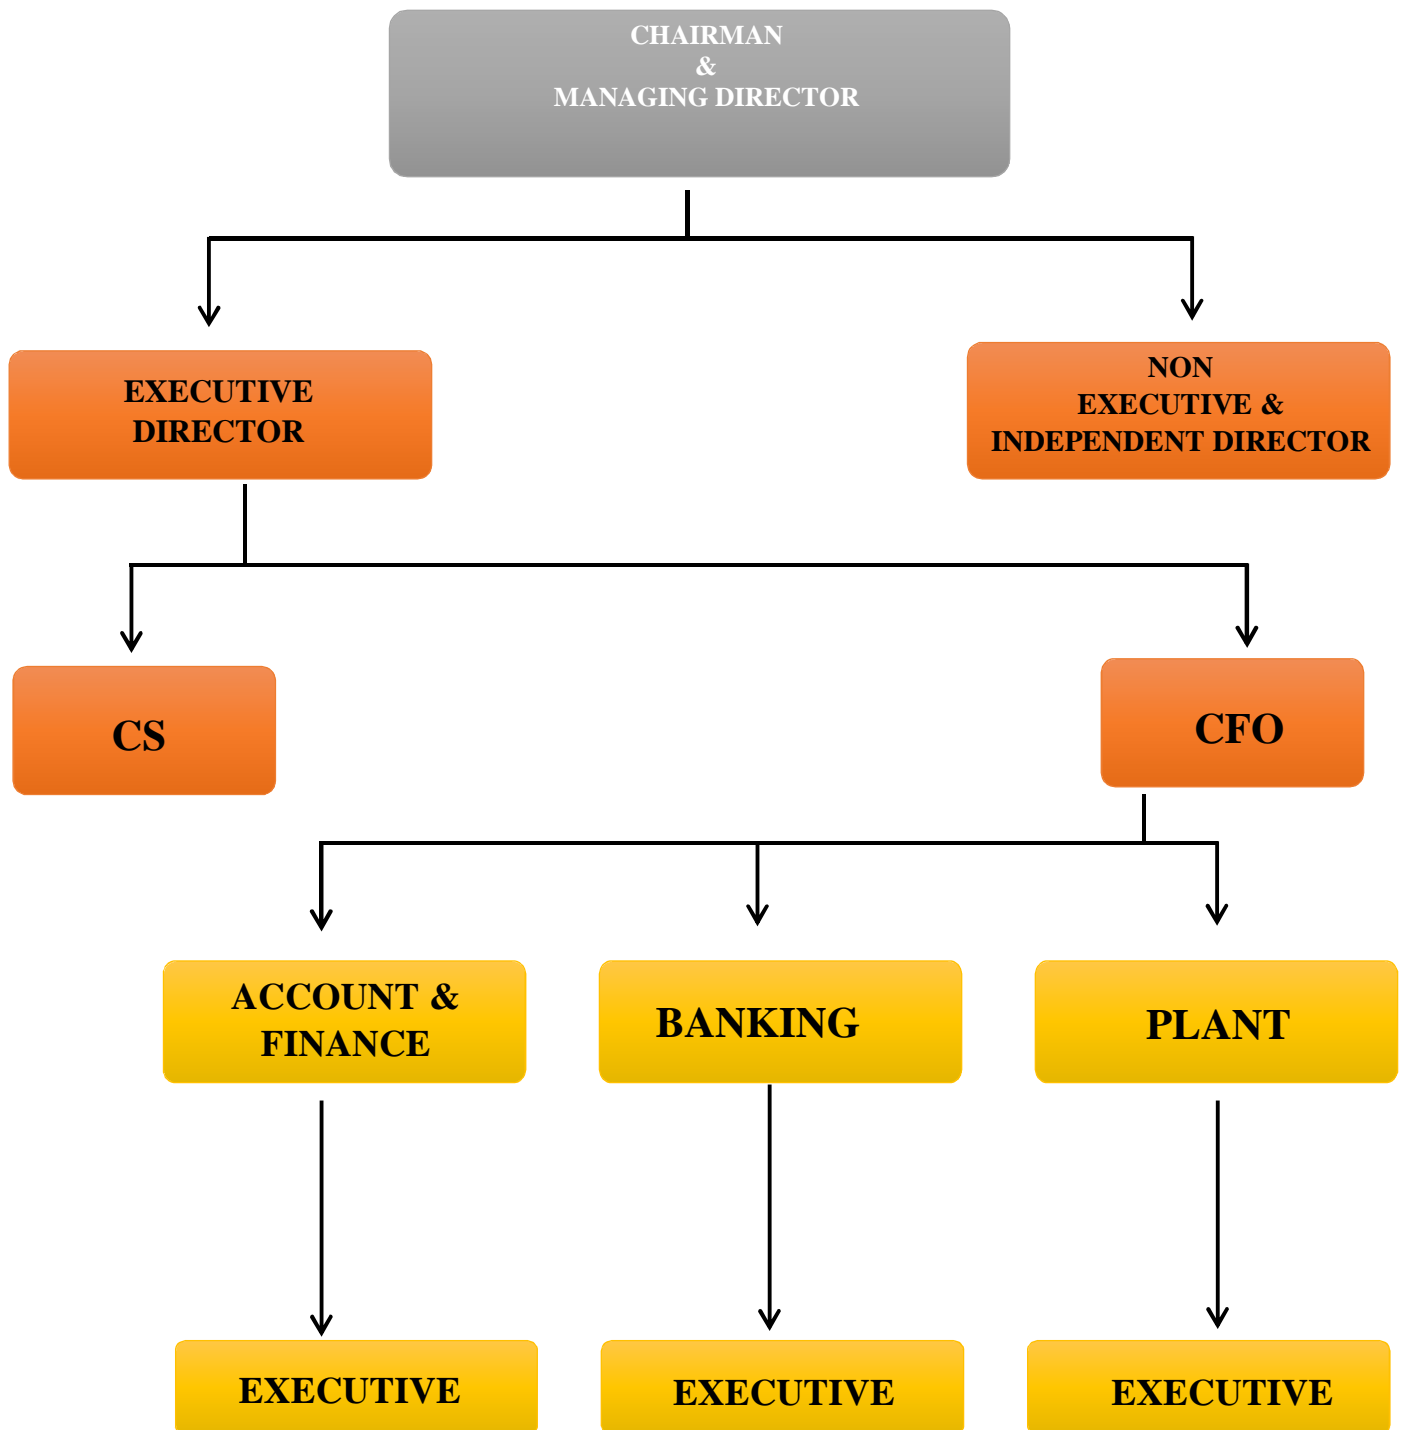 CHAIRMAN
&
MANAGING DIRECTOR
EXECUTIVE
DIRECTOR
NON
EXECUTIVE &
INDEPENDENT DIRECTOR
CS
CFO
ACCOUNT &
FINANCE
BANKING
PLANT
EXECUTIVE
EXECUTIVE
EXECUTIVE